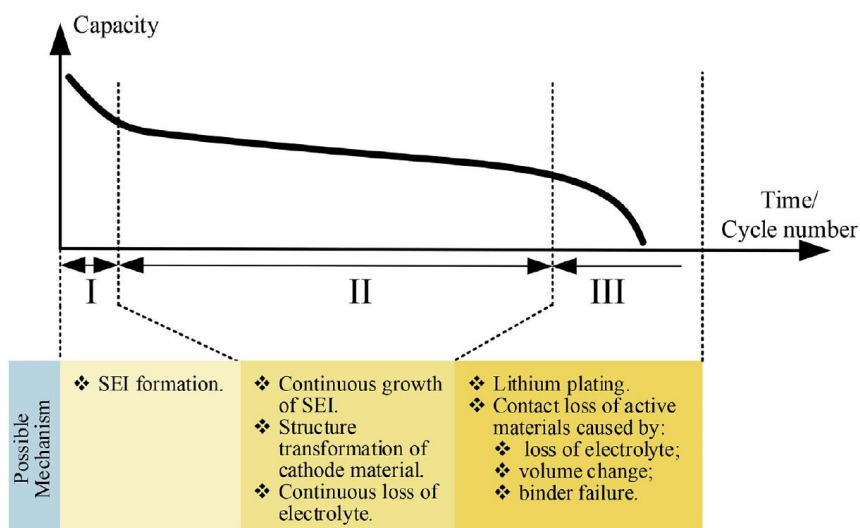 Capacity
Time/
Cycle number
I
II
III
Possible
Mechanism
❖ SEI formation.
❖ Continuous growth
of SEI.
❖ Structure
transformation of
cathode material.
❖ Continuous loss of
electrolyte.
❖ Lithium plating.
❖ Contact loss of active
materials caused by:
❖ loss of electrolyte;
❖ volume change;
❖ binder failure.